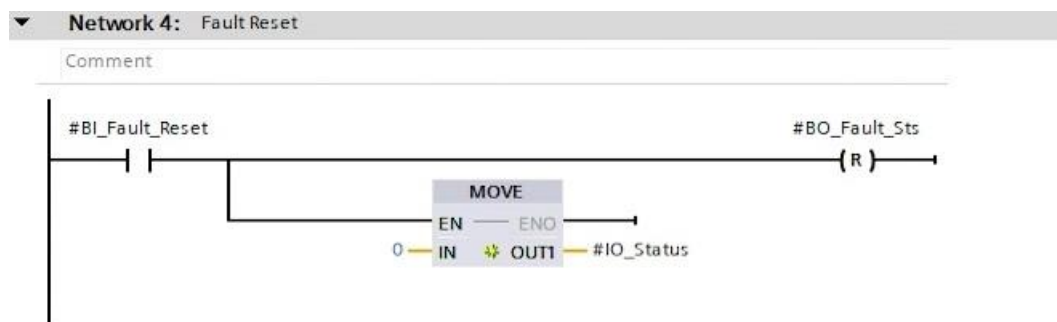 Network 4: Fault Reset
Comment
#BI_Fault_Reset
#BO_Fault_Sts
R
MOVE
EN ENO
0 IN OUT1 #IO_Status